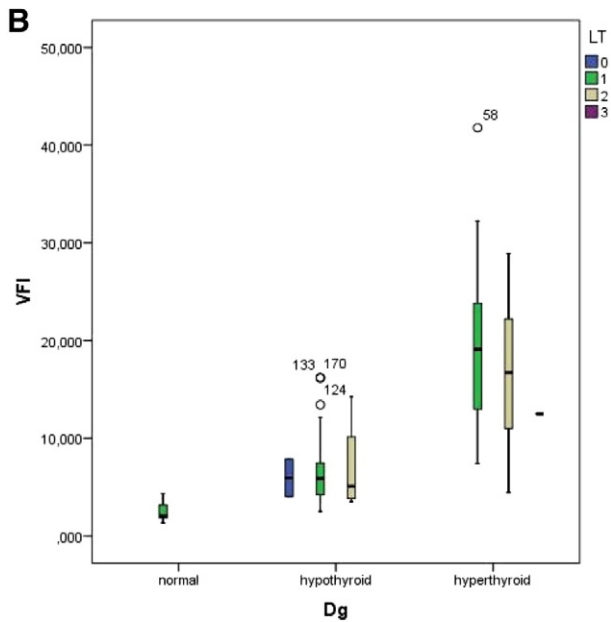 B
LT
0
1
2
3
50,000
40,000
30,000
20,000
10,000
,000
VFI
58
133 170
124
normal hypothyroid hyperthyroid
Dg